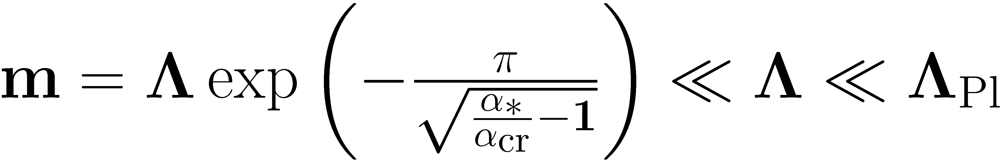 m = Λ exp ( − π / √( α∗ / αcr − 1 ) ) ≪ Λ ≪ ΛPl